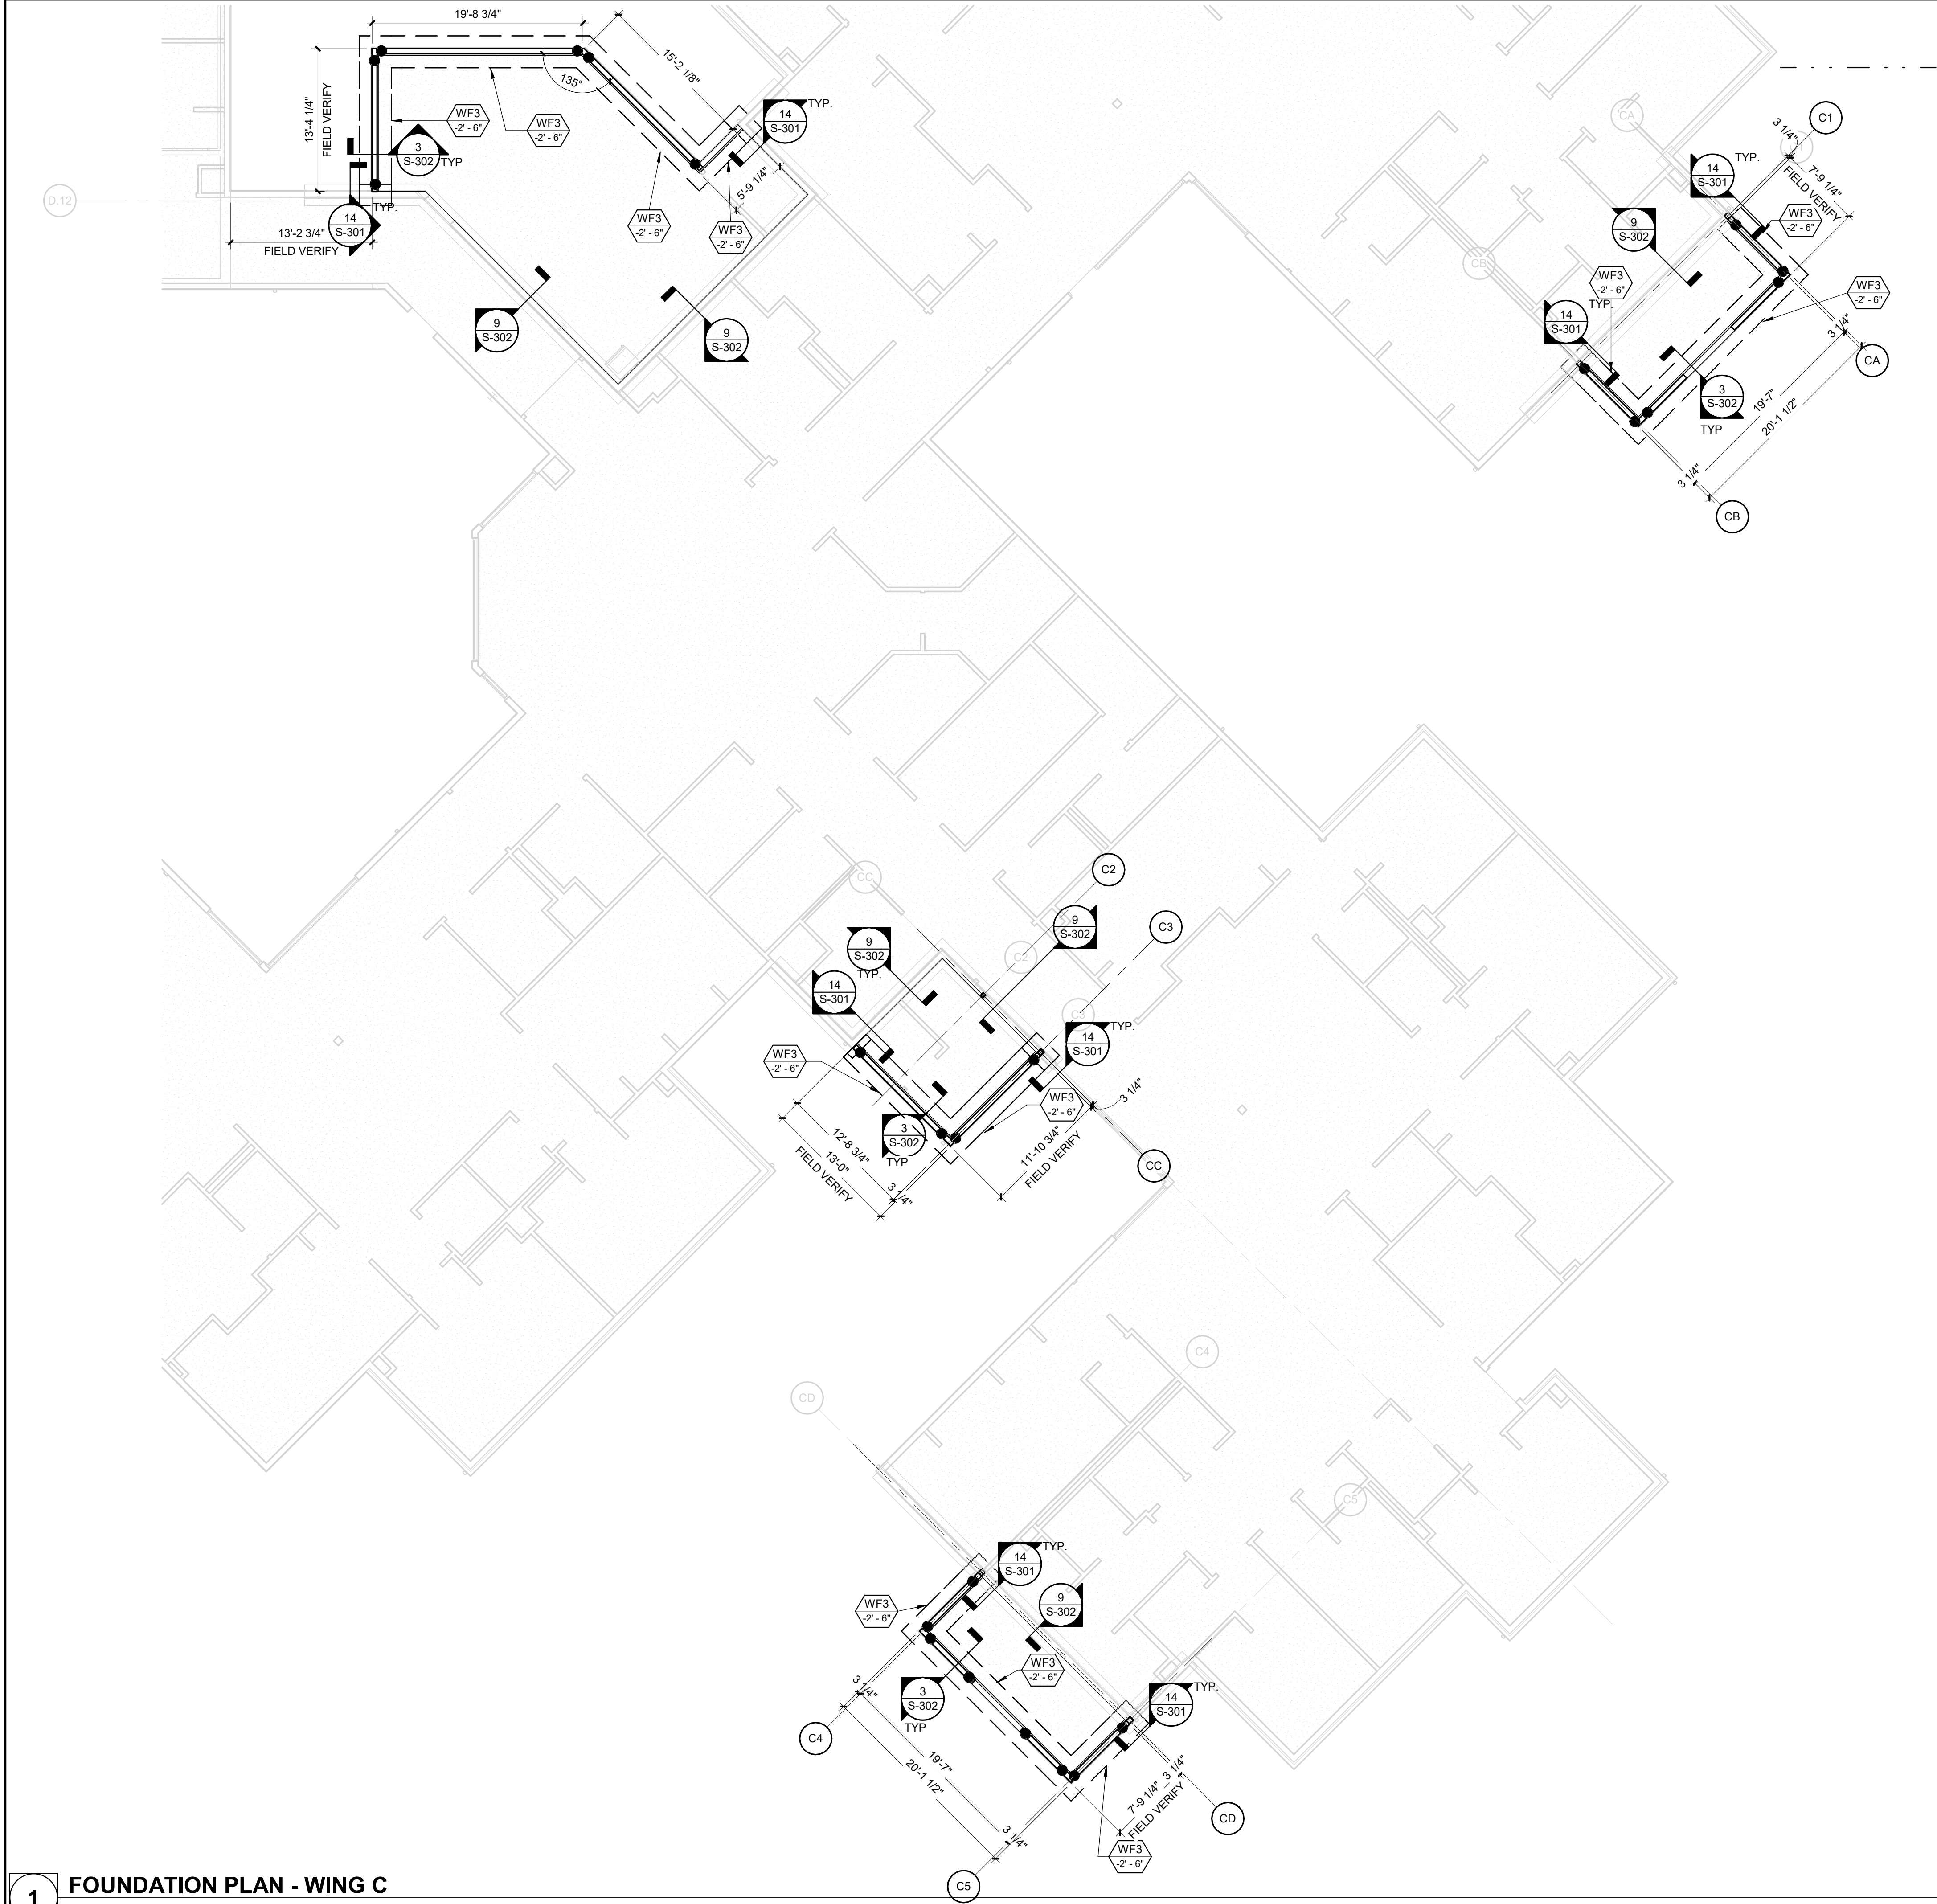 19'-8 3/4"
15'-2 1/8"
135°
13'-4 1/4"
FIELD VERIFY
WF3
-2' - 6"
WF3
-2' - 6"
14
S-301
TYP.
3
S-302
TYP
5'-9 1/4"
D.12
14
S-301
TYP.
13'-2 3/4"
FIELD VERIFY
WF3
-2' - 6"
WF3
-2' - 6"
9
S-302
9
S-302
CA
C1
3 1/4"
14
S-301
TYP.
7'-9 1/4"
FIELD VERIFY
WF3
-2' - 6"
9
S-302
CB
WF3
-2' - 6"
WF3
-2' - 6"
14
S-301
TYP.
3 1/4"
CA
3
S-302
TYP
19'-7"
20'-1 1/2"
3 1/4"
CB
CC
C2
9
S-302
C3
9
S-302
TYP.
C2
14
S-301
C3
14
S-301
TYP.
WF3
-2' - 6"
WF3
-2' - 6"
3 1/4"
3
S-302
TYP
12'-8 3/4"
13'-0"
FIELD VERIFY
11'-10 3/4"
FIELD VERIFY
CC
3 1/4"
C4
CD
C5
14
S-301
TYP.
9
S-302
WF3
-2' - 6"
WF3
-2' - 6"
3
S-302
TYP
14
S-301
TYP.
3 1/4"
C4
19'-7"
20'-1 1/2"
7'-9 1/4"
FIELD VERIFY
3 1/4"
CD
3 1/4"
WF3
-2' - 6"
C5
1
FOUNDATION PLAN - WING C